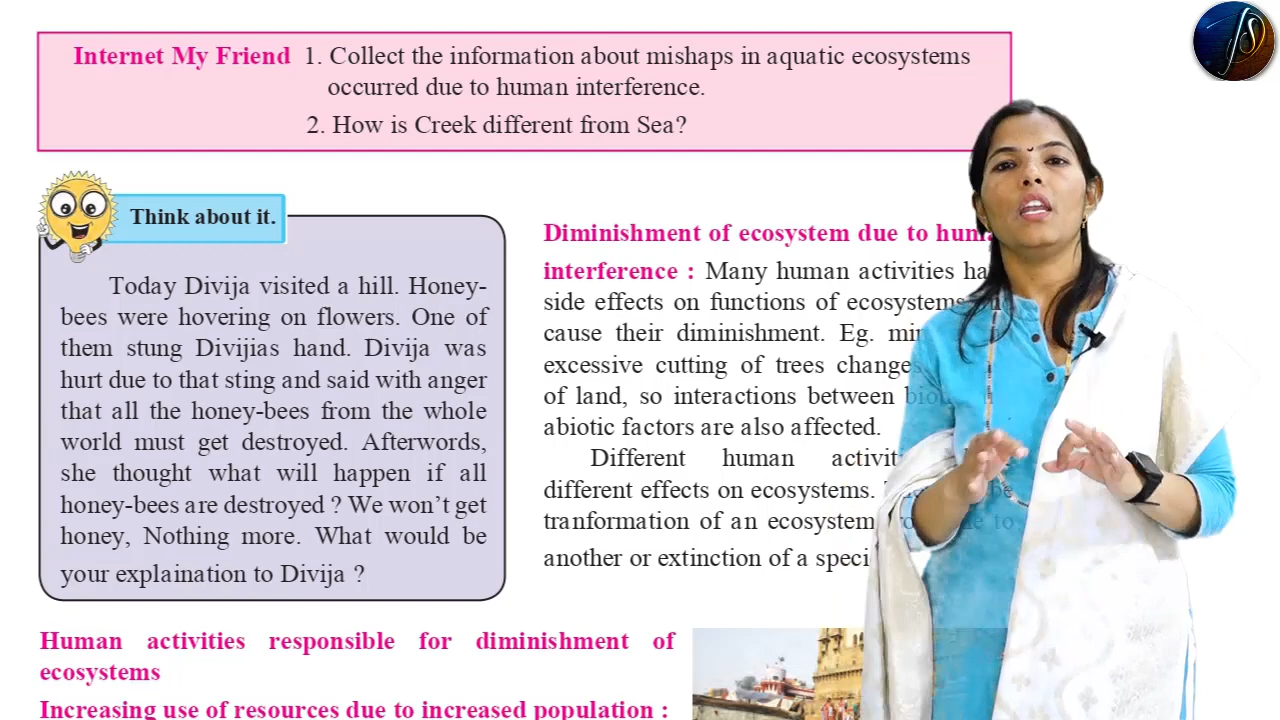 Internet My Friend 1. Collect the information about mishaps in aquatic ecosystems
occurred due to human interference.
2. How is Creek different from Sea?
Think about it.
Today Divija visited a hill. Honey-
bees were hovering on flowers. One of
them stung Divijias hand. Divija was
hurt due to that sting and said with anger
that all the honey-bees from the whole
world must get destroyed. Afterwords,
she thought what will happen if all
honey-bees are destroyed ? We won't get
honey, Nothing more. What would be
your explaination to Divija ?
Diminishment of ecosystem due to
interference : Many human activities
side effects on functions of ecosystems
cause their diminishment. Eg.
excessive cutting of trees changes
of land, so interactions between
abiotic factors are also affected.
Different human
different effects on ecosystems.
tranformation of an ecosystem to
another or extinction of a
Human activities responsible for diminishment of
ecosystems
Increasing use of resources due to increased population :